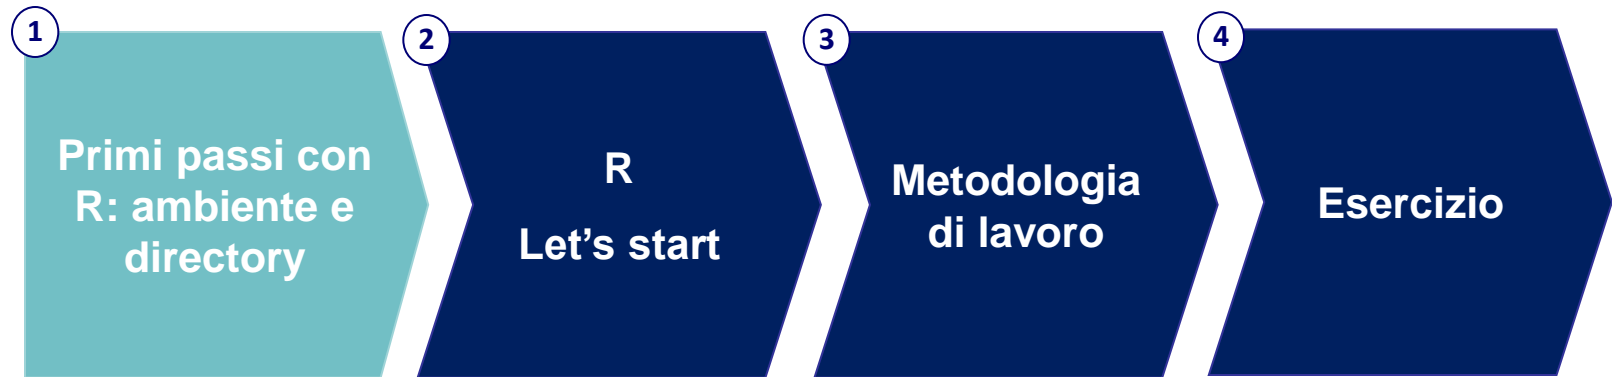 1
Primi passi con
R: ambiente e
directory
2
R
Let’s start
3
Metodologia
di lavoro
4
Esercizio